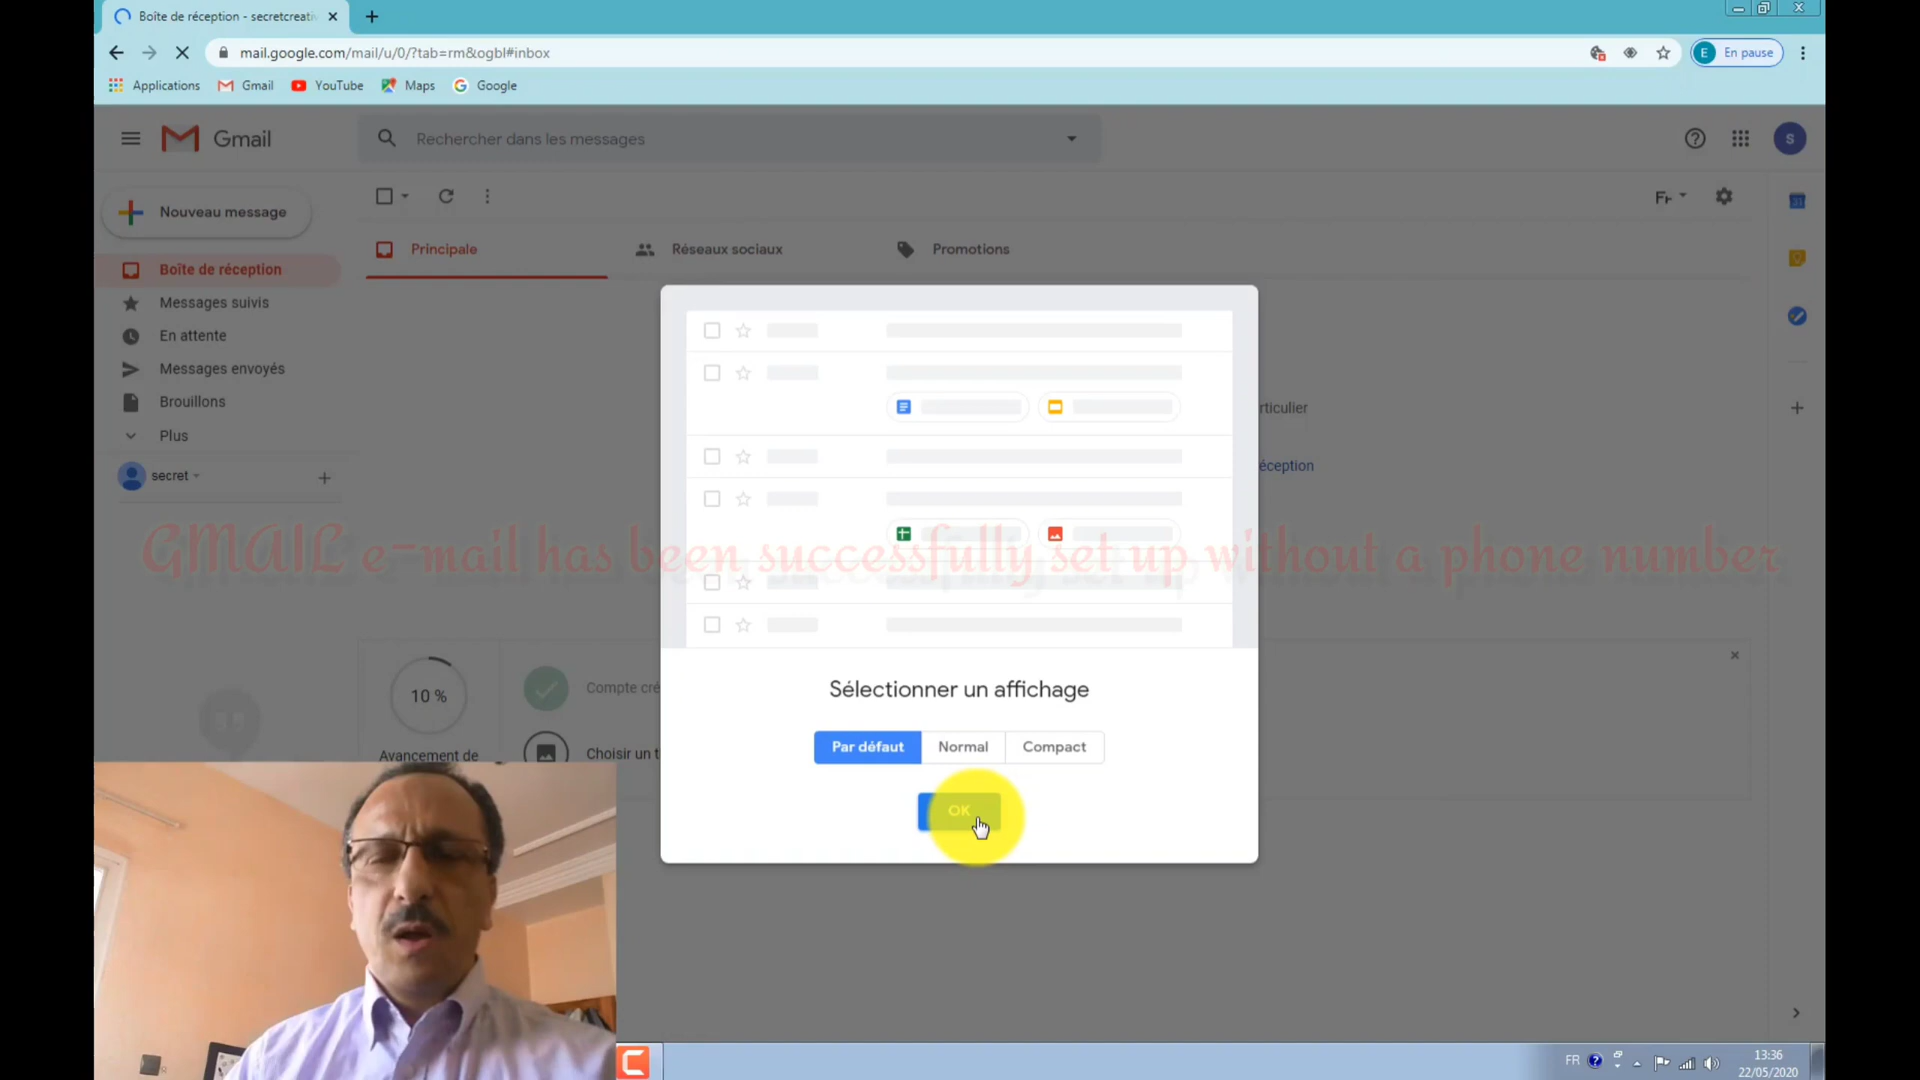 Boîte de réception - secretcreati
mail.google.com/mail/u/0/?tab=rm&ogbl#inbox
E En pause
Applications
Gmail
YouTube
Maps
Google
Gmail
Rechercher dans les messages
S
Nouveau message
Fr
31
Principale
Réseaux sociaux
Promotions
Boîte de réception
Messages suivis
En attente
Messages envoyés
Brouillons
Plus
secret
rticulier
éception
GMAIL e-mail has been successfully set up without a phone number
10 %
Avancement de
Compte cré
Choisir un t
Sélectionner un affichage
Par défaut
Normal
Compact
OK
FR
13:36
22/05/2020